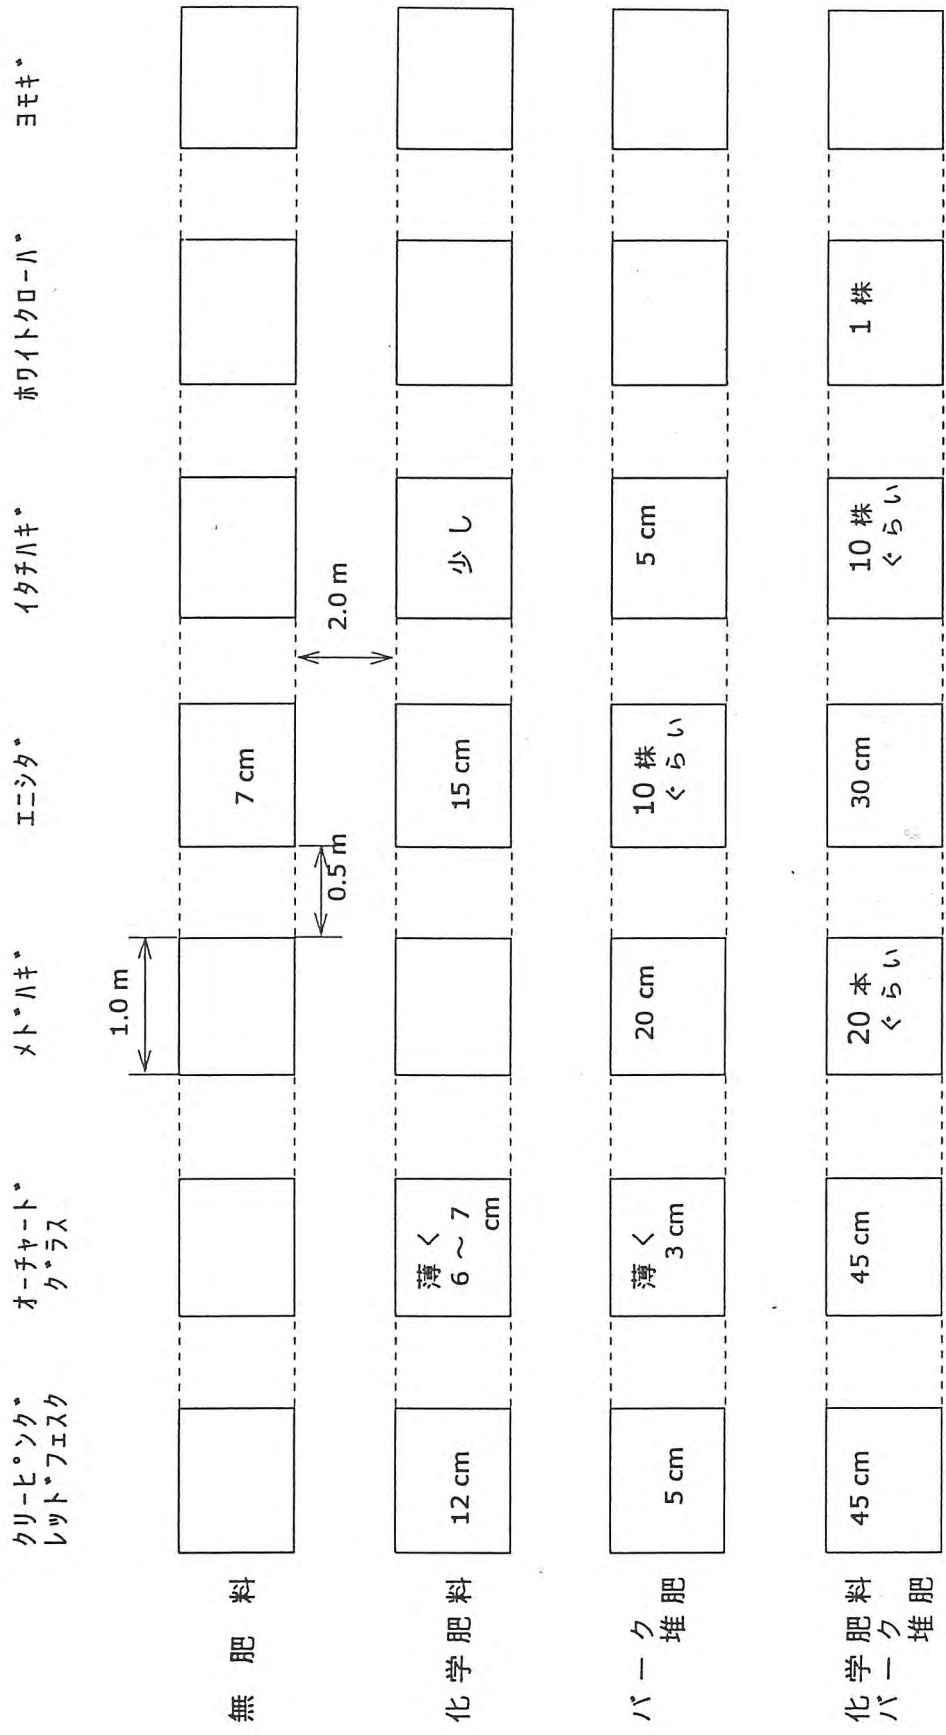 クリーピング
レッドフェスク
オーチャード
グラス
メドハギ
エニシダ
イタチハギ
ホワイトクローバ
ヨモギ
1.0 m
無肥料
7 cm
0.5 m
2.0 m
化学肥料
12 cm
薄く
6～7
cm
15 cm
少し
バーク
堆肥
5 cm
薄く
3 cm
20 cm
10株
ぐらい
5 cm
化学肥料
バーク
堆肥
45 cm
45 cm
20本
ぐらい
30 cm
10株
ぐらい
1株